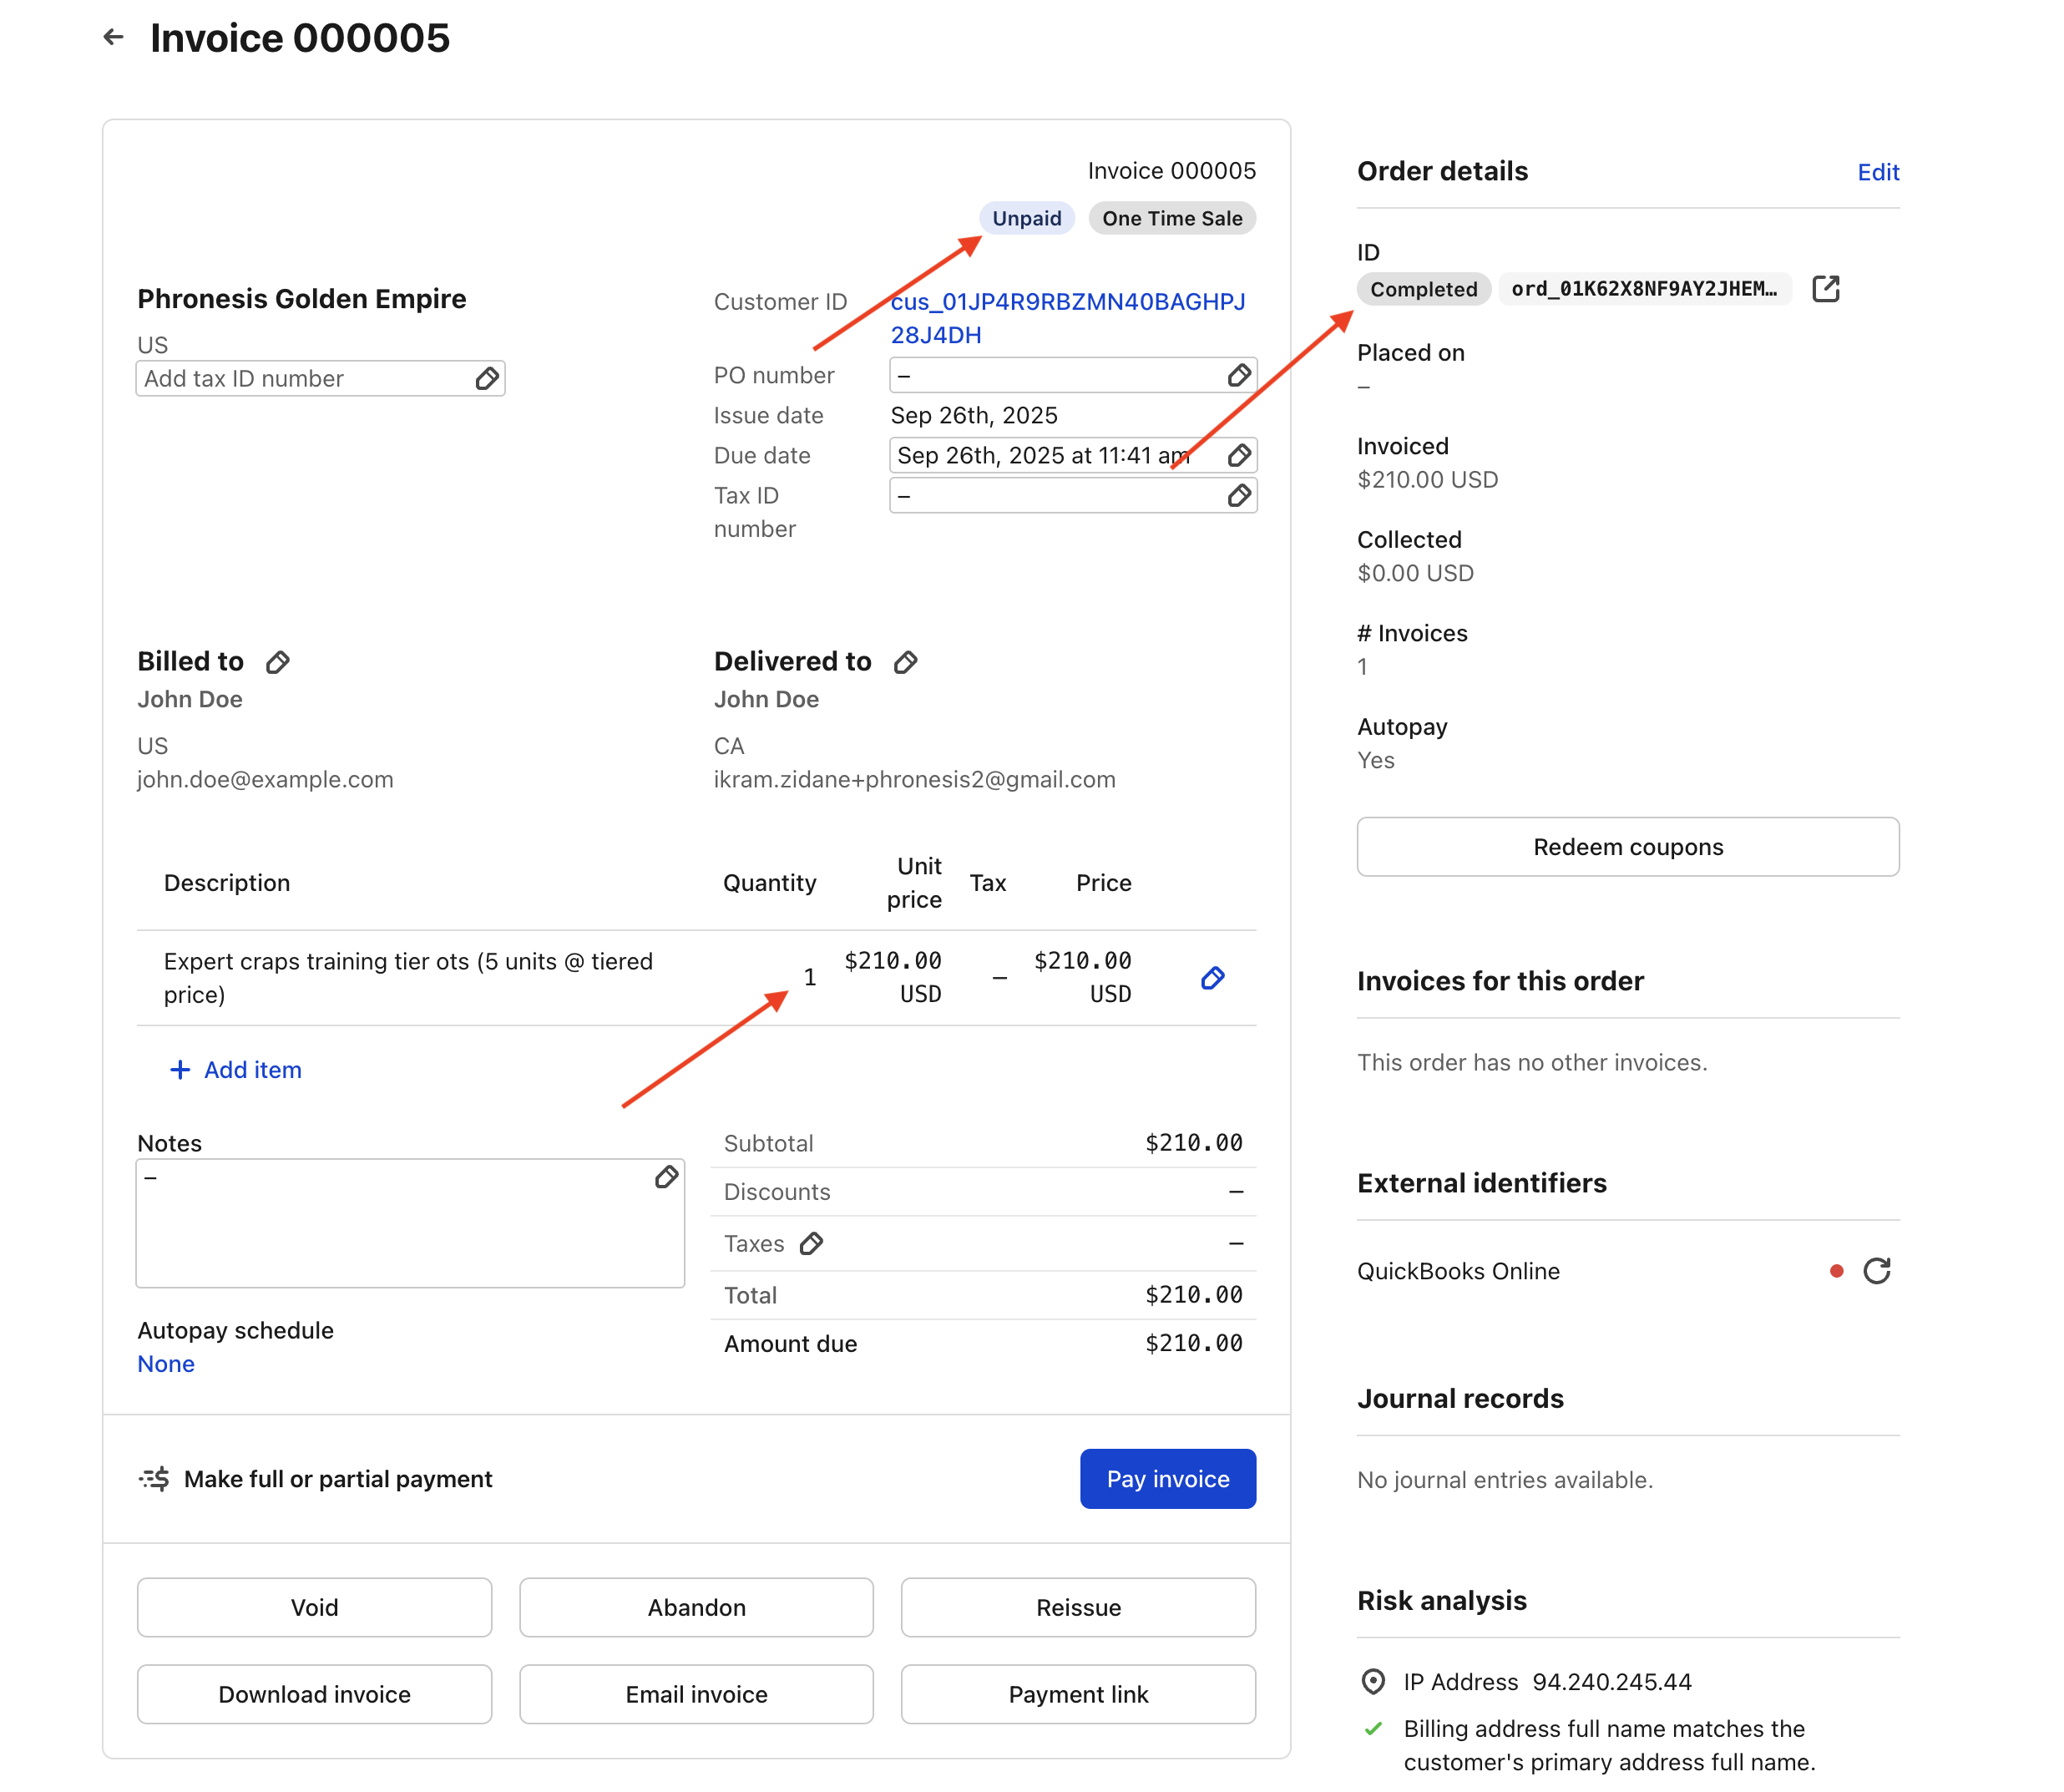 Invoice 000005
Invoice 000005
Unpaid
One Time Sale
Phronesis Golden Empire
US
Add tax ID number
Customer ID
cus_01JP4R9RBZMN40BAGHPJ
28J4DH
PO number
–
Issue date
Sep 26th, 2025
Due date
Sep 26th, 2025 at 11:41 am
Tax ID
number
–
Billed to
John Doe
US
john.doe@example.com
Delivered to
John Doe
CA
ikram.zidane+phronesis2@gmail.com
Description
Quantity
Unit
price
Tax
Price
Expert craps training tier ots (5 units @ tiered
price)
1
$210.00
USD
–
$210.00
USD
+ Add item
Notes
–
Autopay schedule
None
Subtotal
$210.00
Discounts
–
Taxes
–
Total
$210.00
Amount due
$210.00
Make full or partial payment
Pay invoice
Void
Abandon
Reissue
Download invoice
Email invoice
Payment link
Order details
Edit
ID
Completed
ord_01K62X8NF9AY2JHEM…
Placed on
–
Invoiced
$210.00 USD
Collected
$0.00 USD
# Invoices
1
Autopay
Yes
Redeem coupons
Invoices for this order
This order has no other invoices.
External identifiers
QuickBooks Online
Journal records
No journal entries available.
Risk analysis
IP Address 94.240.245.44
Billing address full name matches the
customer's primary address full name.